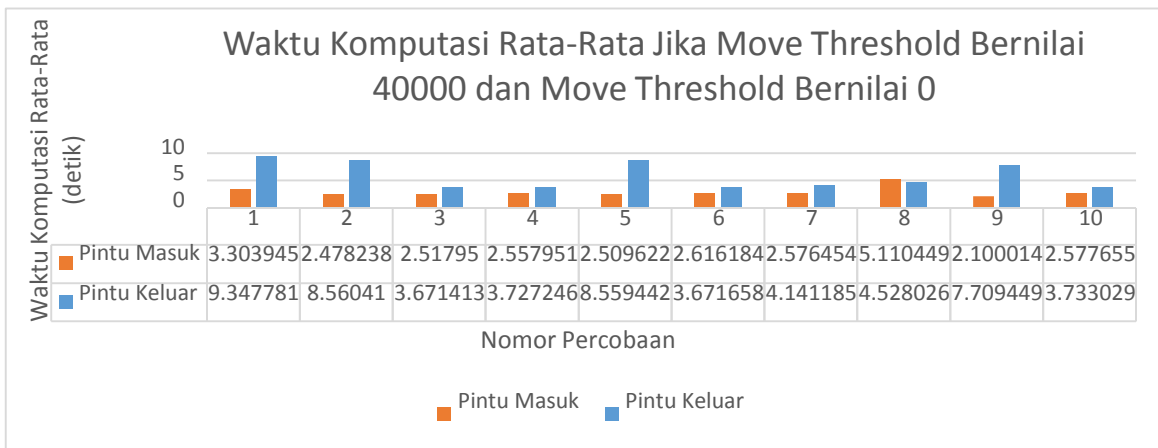 Waktu Komputasi Rata-Rata Jika Move Threshold Bernilai
40000 dan Move Threshold Bernilai 0
Waktu Komputasi Rata-Rata
(detik)
10
5
0
1 2 3 4 5 6 7 8 9 10
Pintu Masuk 3.303945 2.478238 2.51795 2.557951 2.509622 2.616184 2.576454 5.110449 2.100014 2.577655
Pintu Keluar 9.347781 8.56041 3.671413 3.727246 8.559442 3.671658 4.141185 4.528026 7.709449 3.733029
Nomor Percobaan
Pintu Masuk Pintu Keluar